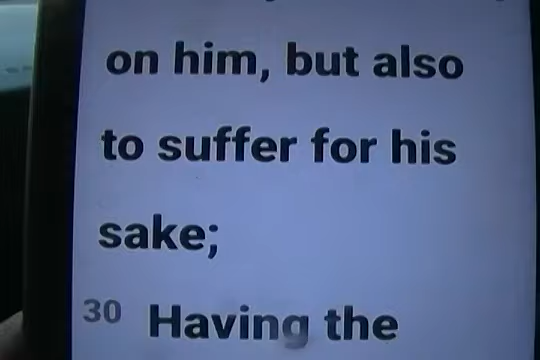 on him, but also
to suffer for his
sake;
30 Having the